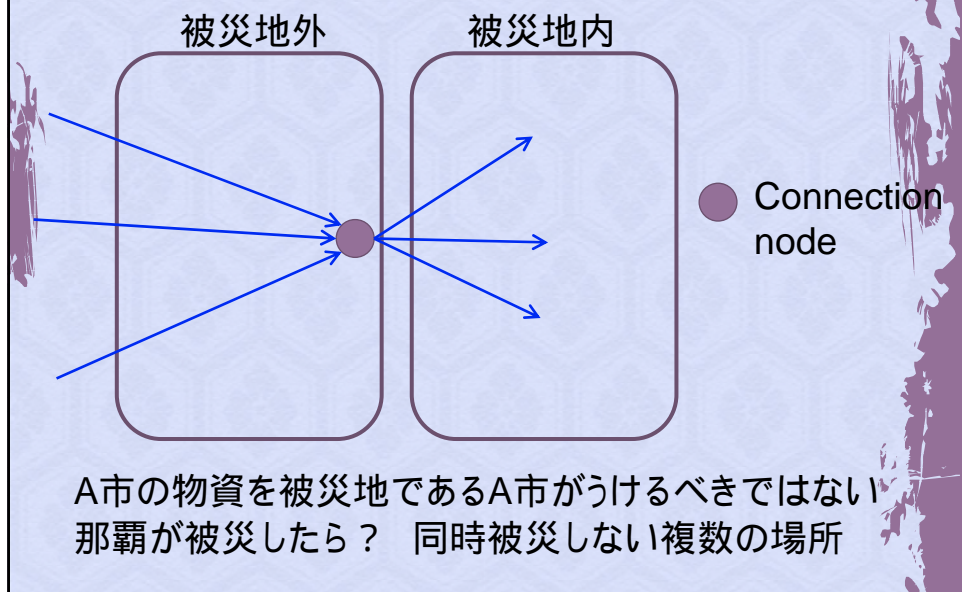 被災地外 被災地内
Connection
node
A市の物資を被災地であるA市がうけるべきではない
那覇が被災したら？ 同時被災しない複数の場所